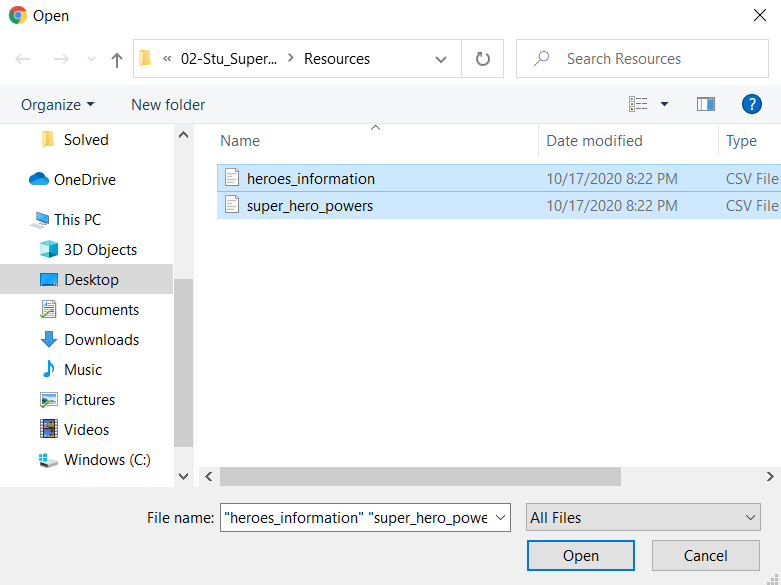 Open
« 02-Stu_Super... > Resources
Search Resources
Organize
New folder
?
Name
Date modified
Type
Solved
OneDrive
This PC
3D Objects
Desktop
Documents
Downloads
Music
Pictures
Videos
Windows (C:)
heroes_information 10/17/2020 8:22 PM CSV File
super_hero_powers 10/17/2020 8:22 PM CSV File
File name: "heroes_information" "super_hero_powe
All Files
Open
Cancel